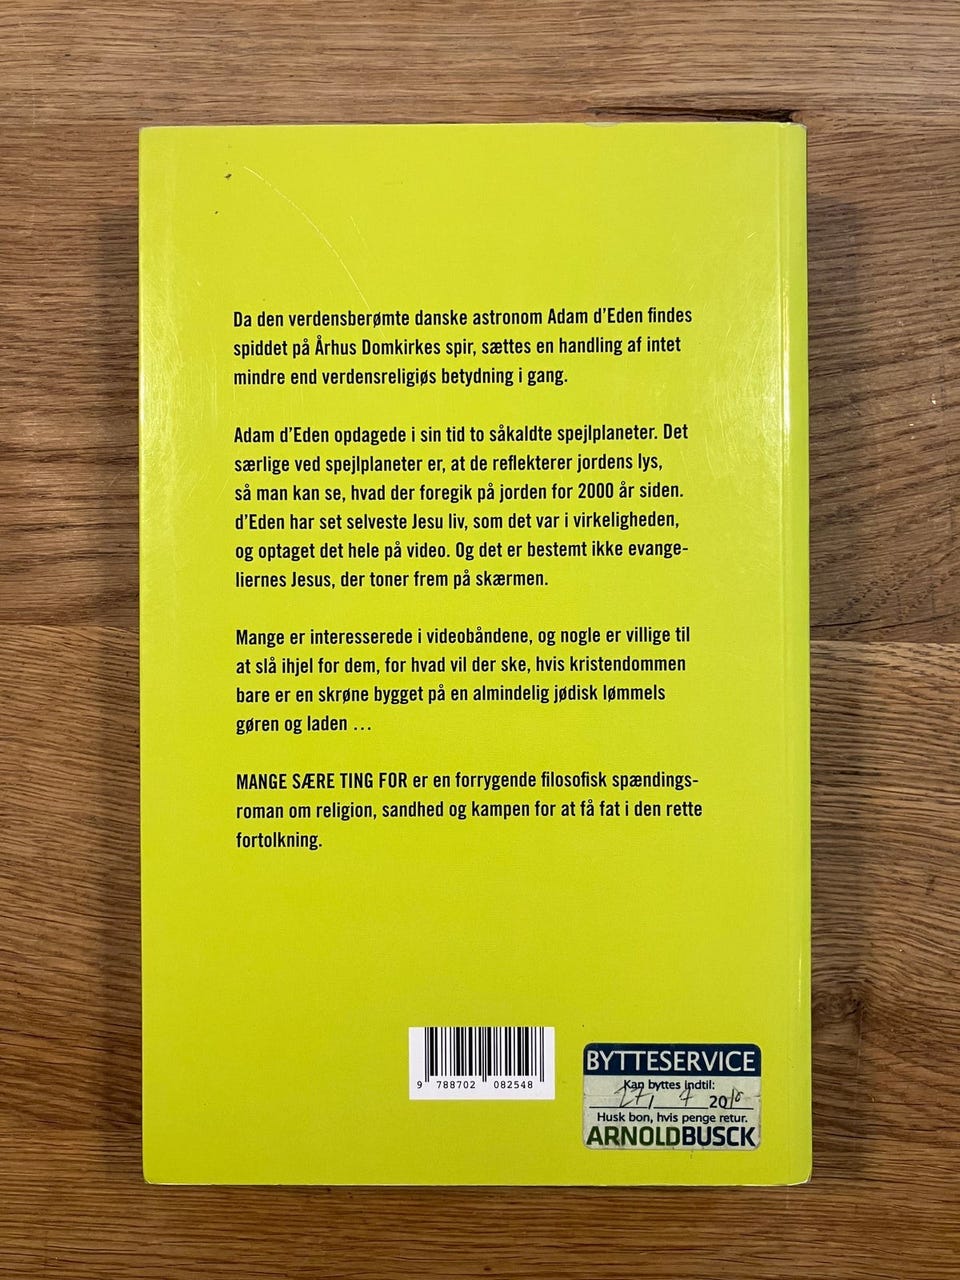 Da den verdensberømte danske astronom Adam d'Eden findes
spiddet på Århus Domkirkes spir, sættes en handling af intet
mindre end verdensreligiøs betydning i gang.
Adam d'Eden opdagede i sin tid to såkaldte spejlplaneter. Det
særlige ved spejlplaneter er, at de reflekterer jordens lys,
så man kan se, hvad der foregik på jorden for 2000 år siden.
d'Eden har set selveste Jesu liv, som det var i virkeligheden,
og optaget det hele på video. Og det er bestemt ikke evange-
liernes Jesus, der toner frem på skærmen.
Mange er interesserede i videobåndene, og nogle er villige til
at slå ihjel for dem, for hvad vil der ske, hvis kristendommen
bare er en skrøne bygget på en almindelig jødisk lømmels
gøren og laden ...
MANGE SÆRE TING FOR er en forrygende filosofisk spændings-
roman om religion, sandhed og kampen for at få fat i den rette
fortolkning.
9 788702 082548
BYTTESERVICE
Kan byttes indtil:
27, 7 20
Husk bon, hvis penge retur.
ARNOLDBUSCK